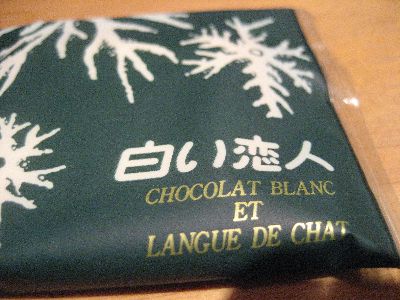 白い恋人
CHOCOLAT BLANC
ET
LANGUE DE CHAT